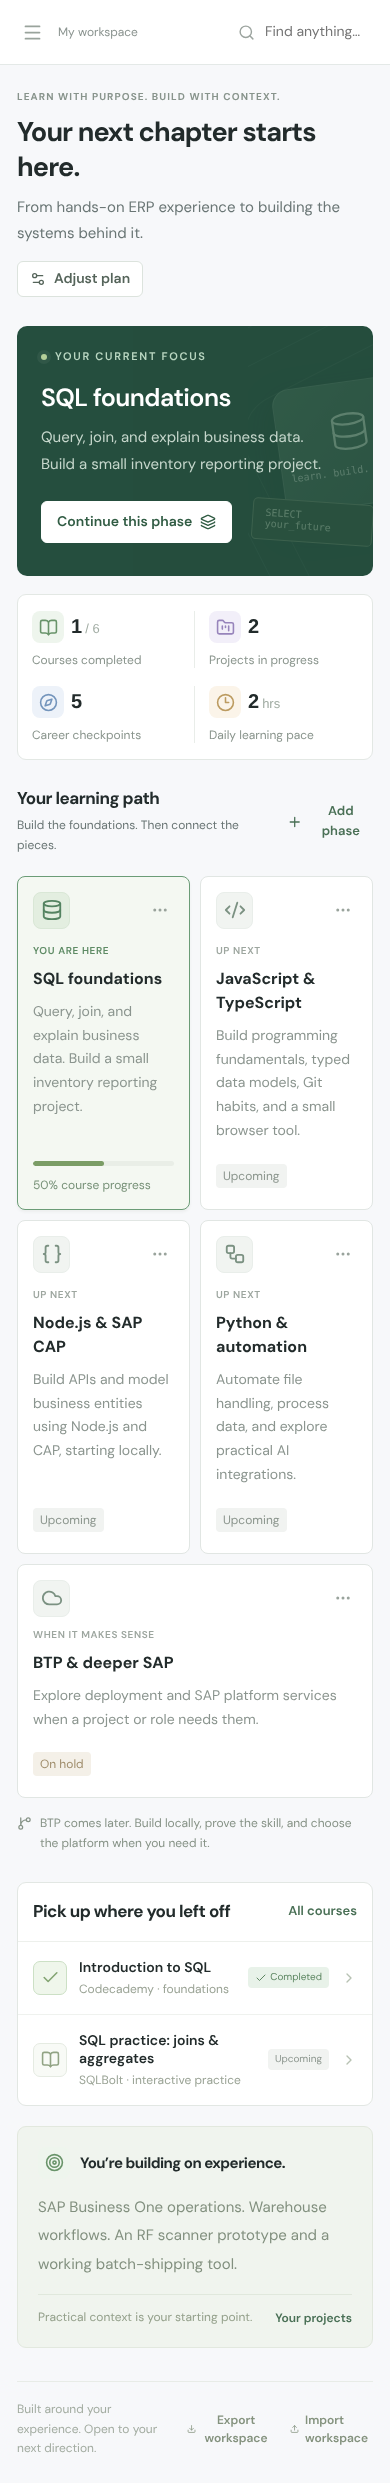 My workspace
Find anything...
LEARN WITH PURPOSE. BUILD WITH CONTEXT.
Your next chapter starts
here.
From hands-on ERP experience to building the
systems behind it.
Adjust plan
YOUR CURRENT FOCUS
SQL foundations
Query, join, and explain business data.
Build a small inventory reporting project.
learn. build.
SELECT
your future
Continue this phase
1 / 6
Courses completed
2
Projects in progress
5
Career checkpoints
2 hrs
Daily learning pace
Your learning path
Build the foundations. Then connect the
pieces.
Add
phase
YOU ARE HERE
SQL foundations
Query, join, and
explain business
data. Build a small
inventory reporting
project.
50% course progress
UP NEXT
JavaScript &
TypeScript
Build programming
fundamentals, typed
data models, Git
habits, and a small
browser tool.
Upcoming
UP NEXT
Node.js & SAP
CAP
Build APIs and model
business entities
using Node.js and
CAP, starting locally.
Upcoming
UP NEXT
Python &
automation
Automate file
handling, process
data, and explore
practical AI
integrations.
Upcoming
WHEN IT MAKES SENSE
BTP & deeper SAP
Explore deployment and SAP platform services
when a project or role needs them.
On hold
BTP comes later. Build locally, prove the skill, and choose
the platform when you need it.
Pick up where you left off
All courses
Introduction to SQL
Codecademy · foundations
Completed
SQL practice: joins &
aggregates
SQLBolt · interactive practice
Upcoming
You're building on experience.
SAP Business One operations. Warehouse
workflows. An RF scanner prototype and a
working batch-shipping tool.
Practical context is your starting point.
Your projects
Built around your
experience. Open to your
next direction.
Export
workspace
Import
workspace